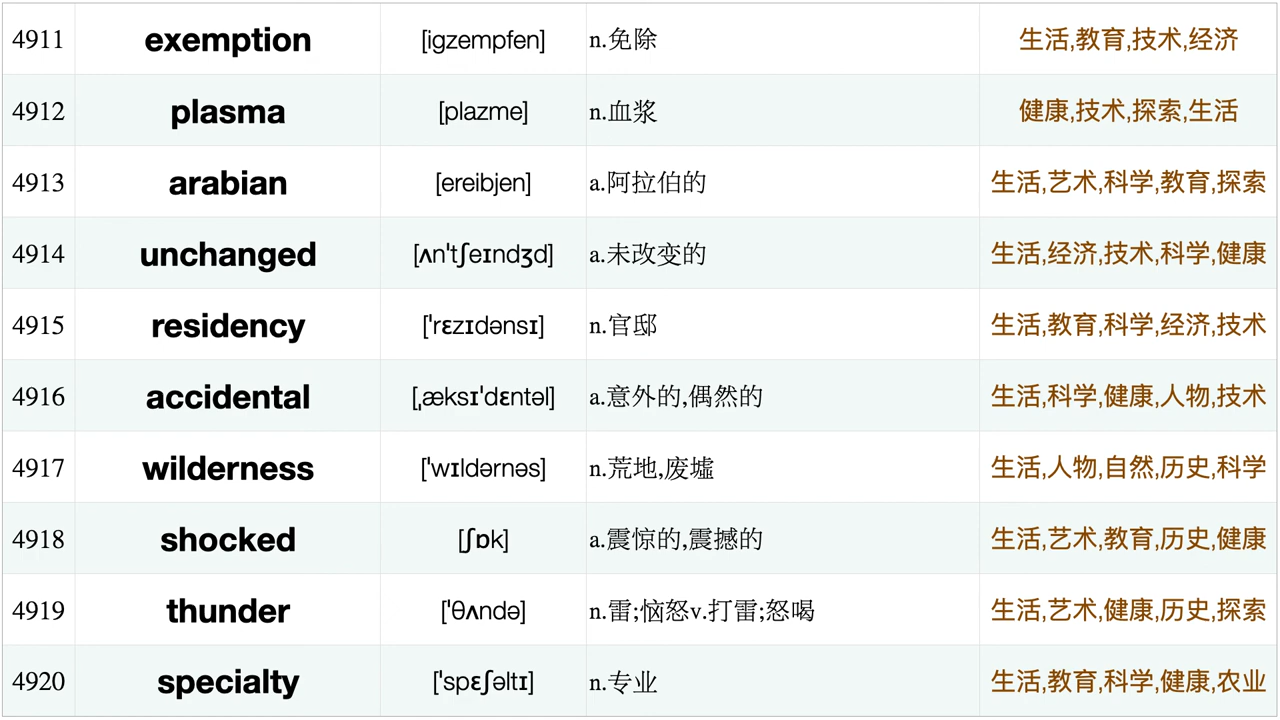 4911 exemption [igzempfen] n.免除 生活,教育,技术,经济
4912 plasma [plazme] n.血浆 健康,技术,探索,生活
4913 arabian [ereibjen] a.阿拉伯的 生活,艺术,科学,教育,探索
4914 unchanged [ʌnˈtʃeɪndʒd] a.未改变的 生活,经济,技术,科学,健康
4915 residency [ˈrɛzɪdənsɪ] n.官邸 生活,教育,科学,经济,技术
4916 accidental [ˌæksɪˈdɛntəl] a.意外的,偶然的 生活,科学,健康,人物,技术
4917 wilderness [ˈwɪldərnəs] n.荒地,废墟 生活,人物,自然,历史,科学
4918 shocked [ʃɒk] a.震惊的,震撼的 生活,艺术,教育,历史,健康
4919 thunder [ˈθʌndə] n.雷;恼怒v.打雷;怒喝 生活,艺术,健康,历史,探索
4920 specialty [ˈspɛʃəltɪ] n.专业 生活,教育,科学,健康,农业